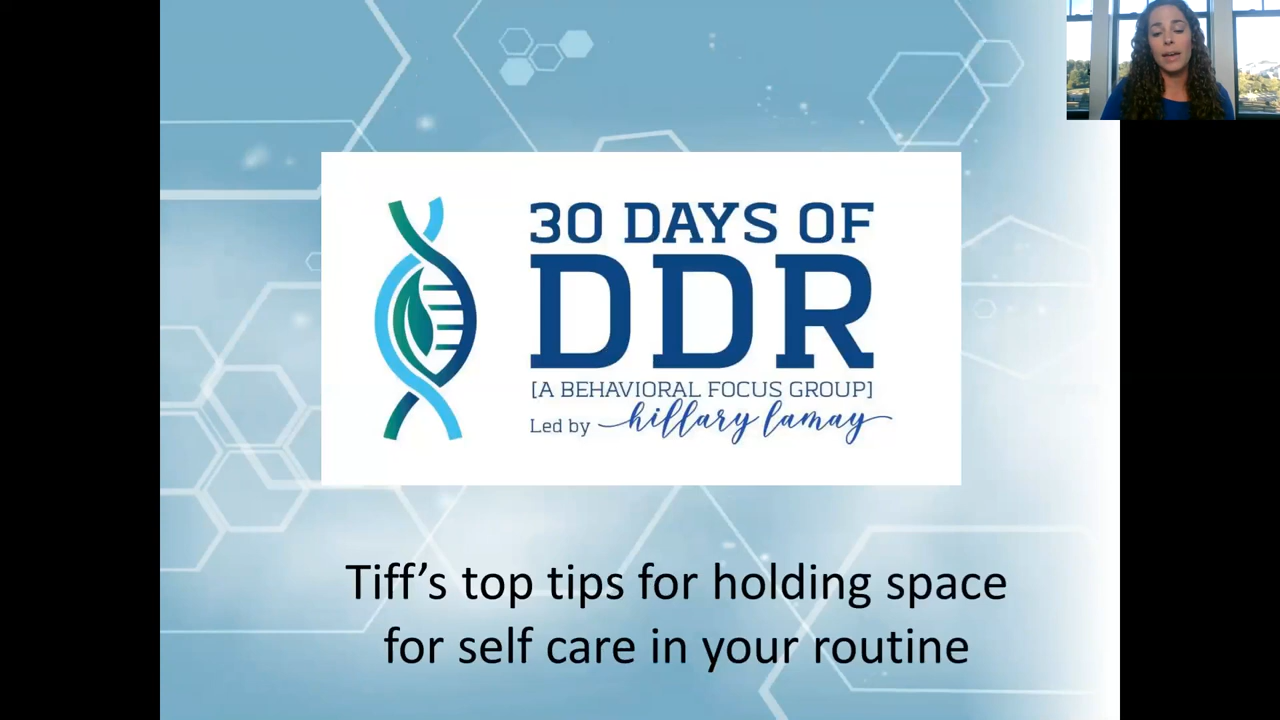 30 DAYS OF
DDR
[A BEHAVIORAL FOCUS GROUP]
Led by hillary lamay
Tiff's top tips for holding space
for self care in your routine